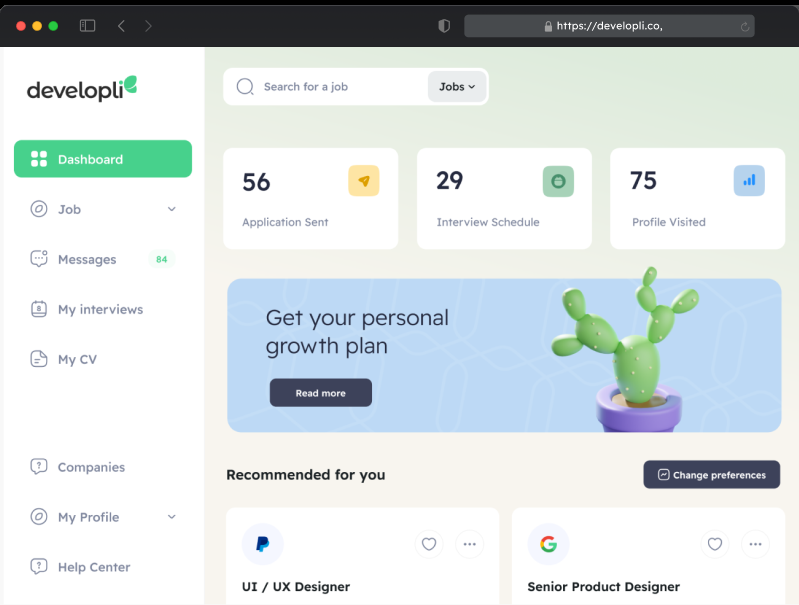 https://developli.co,
developli
Search for a job
Jobs
Dashboard
Job
Messages
84
My interviews
8
My CV
Companies
My Profile
Help Center
56
Application Sent
29
Interview Schedule
75
Profile Visited
Get your personal
growth plan
Read more
Recommended for you
Change preferences
UI / UX Designer
Senior Product Designer